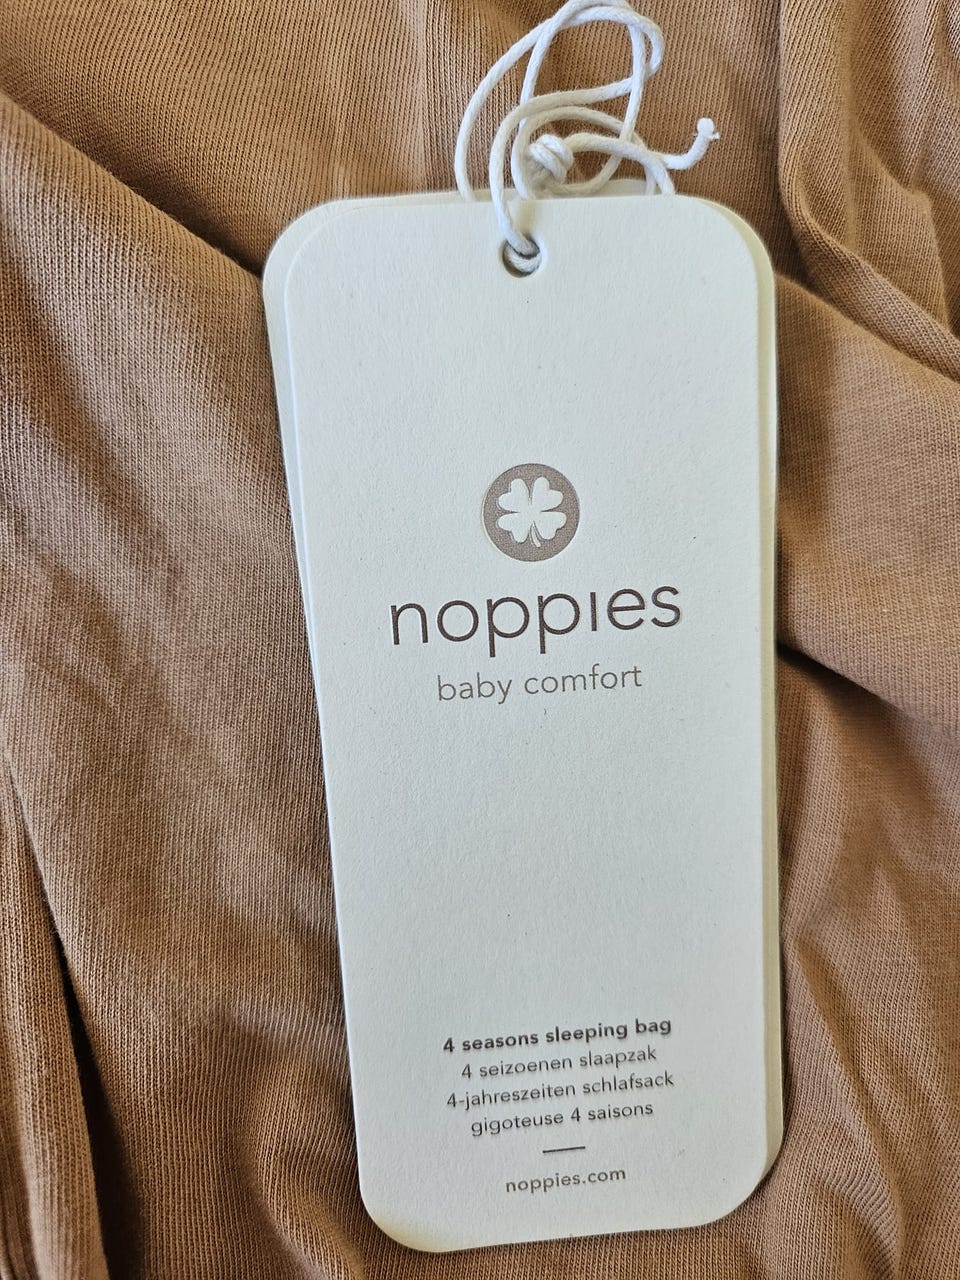 noppies
baby comfort
4 seasons sleeping bag
4 seizoenen slaapzak
4-jahreszeiten schlafsack
gigoteuse 4 saisons
noppies.com